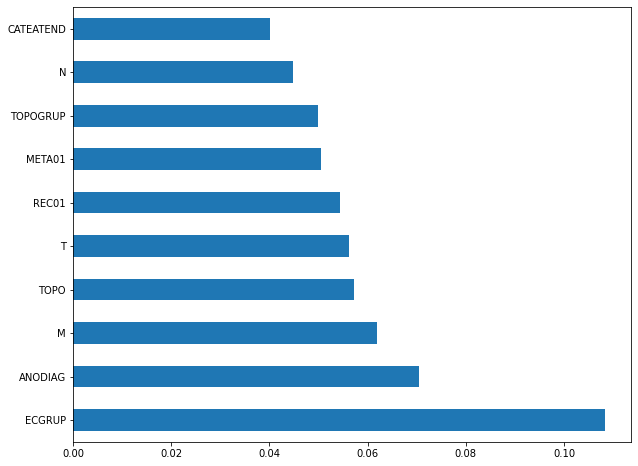 CATEATEND
N
TOPOGRUP
META01
REC01
T
TOPO
M
ANODIAG
ECGRUP
0.00 0.02 0.04 0.06 0.08 0.10